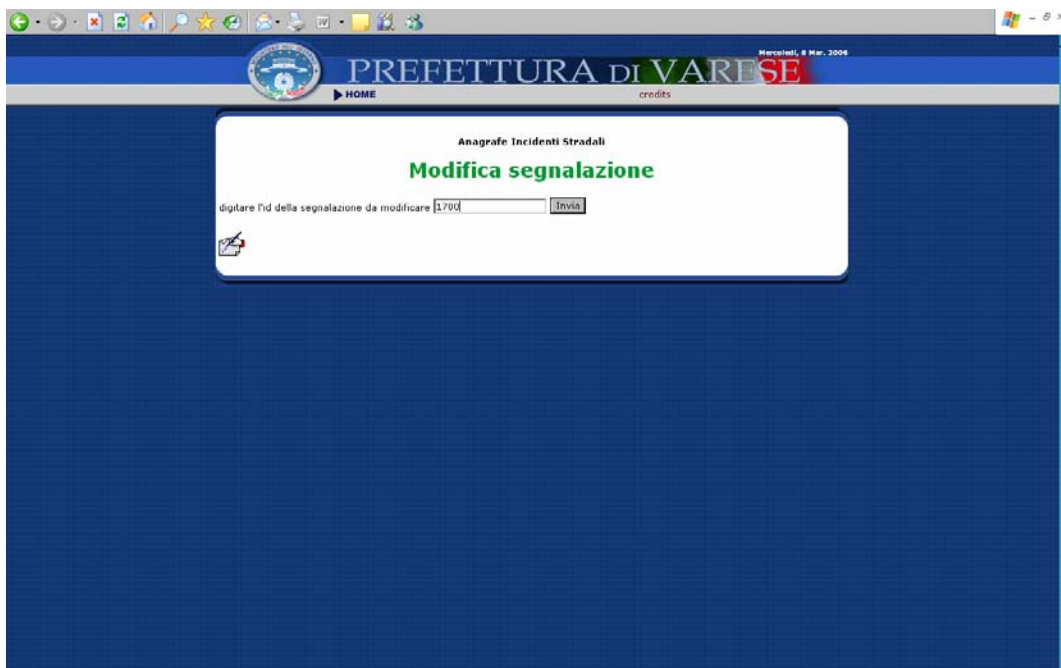 Mercoledì, 8 Mar. 2006
PREFETTURA DI VARESE
HOME
credits
Anagrafe Incidenti Stradali
Modifica segnalazione
digitare l'id della segnalazione da modificare 1700 Invia